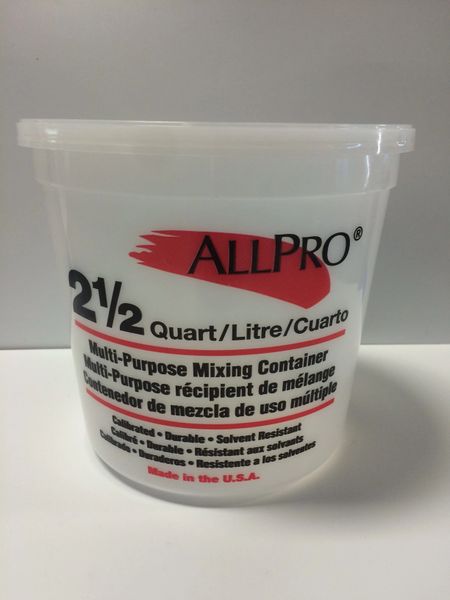 ALLPRO®
2½ Quart/Litre/Cuarto
Multi-Purpose Mixing Container
Multi-Purpose récipient de mélange
Contenedor de mezcla de uso múltiple
Calibrated • Durable • Solvent Resistant
Calibré • Durable • Résistant aux solvants
Calibrado • Duraderos • Resistente a los solventes
Made in the U.S.A.